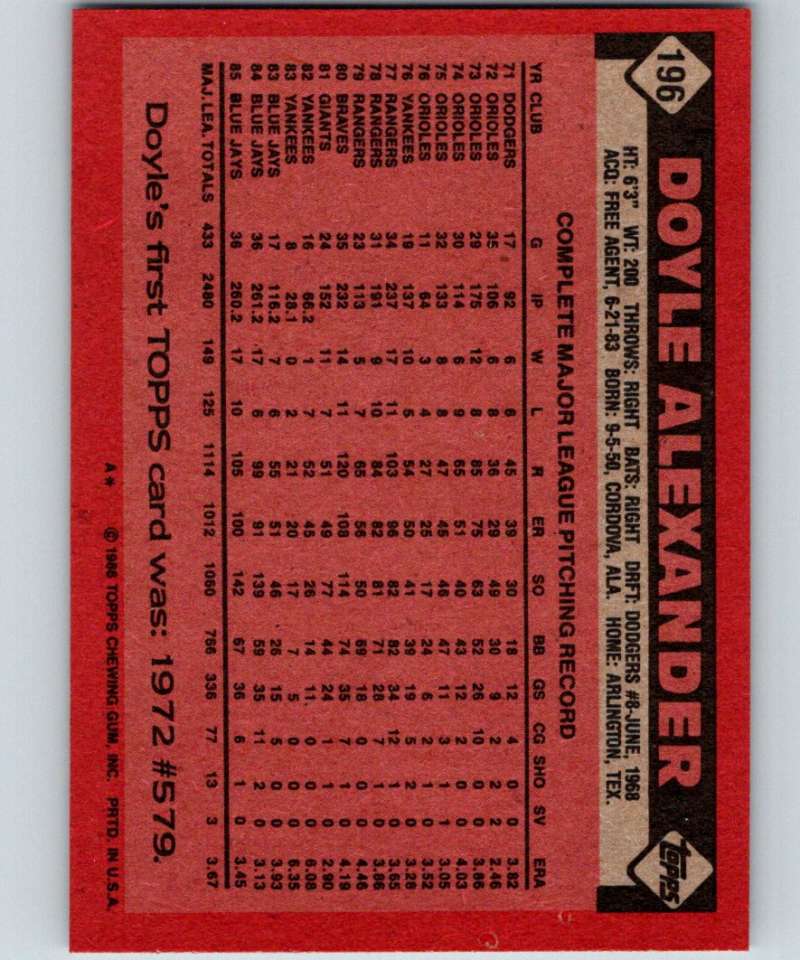 196
DOYLE ALEXANDER
Topps
HT: 6'3" WT: 200 THROWS: RIGHT BATS: RIGHT DRFT: DODGERS #8-JUNE, 1968
ACQ: FREE AGENT, 6-21-83 BORN: 9-5-50, CORDOVA, ALA. HOME: ARLINGTON, TEX.
COMPLETE MAJOR LEAGUE PITCHING RECORD
YR CLUB G IP W L R ER SO BB GS CG SHO SV ERA
71 DODGERS 17 92 6 6 45 39 30 18 12 4 0 0 3.82
72 ORIOLES 35 106 6 8 36 29 49 30 9 2 2 2 2.46
73 ORIOLES 29 175 12 8 85 75 63 52 26 10 0 0 3.86
74 ORIOLES 30 114 6 9 65 51 40 43 12 2 0 0 4.03
75 ORIOLES 32 133 8 8 47 45 46 47 11 3 1 1 3.05
76 ORIOLES 11 64 3 4 27 25 17 24 6 2 1 0 3.52
76 YANKEES 19 137 10 5 54 50 41 39 19 5 2 0 3.28
77 RANGERS 34 237 17 11 103 96 82 82 34 12 1 0 3.65
78 RANGERS 31 191 9 10 84 82 81 71 28 7 1 0 3.86
79 RANGERS 23 113 5 7 65 56 50 69 18 0 0 0 4.46
80 BRAVES 35 232 14 11 120 108 114 74 35 7 1 0 4.19
81 GIANTS 24 152 11 7 51 49 77 44 24 1 1 0 2.90
82 YANKEES 16 66.2 1 7 52 45 26 14 11 0 0 0 6.08
83 YANKEES 8 28.1 0 2 21 20 17 7 5 0 0 0 6.35
83 BLUE JAYS 17 116.2 7 6 55 51 46 26 15 5 0 0 3.93
84 BLUE JAYS 36 261.2 17 6 99 91 139 59 35 11 2 0 3.13
85 BLUE JAYS 36 260.2 17 10 105 100 142 67 36 6 1 0 3.45
MAJ. LEA. TOTALS 433 2480 149 125 1114 1012 1060 766 336 77 13 3 3.67
Doyle's first TOPPS card was: 1972 #579.
A* © 1986 TOPPS CHEWING GUM, INC. PRTD. IN U.S.A.